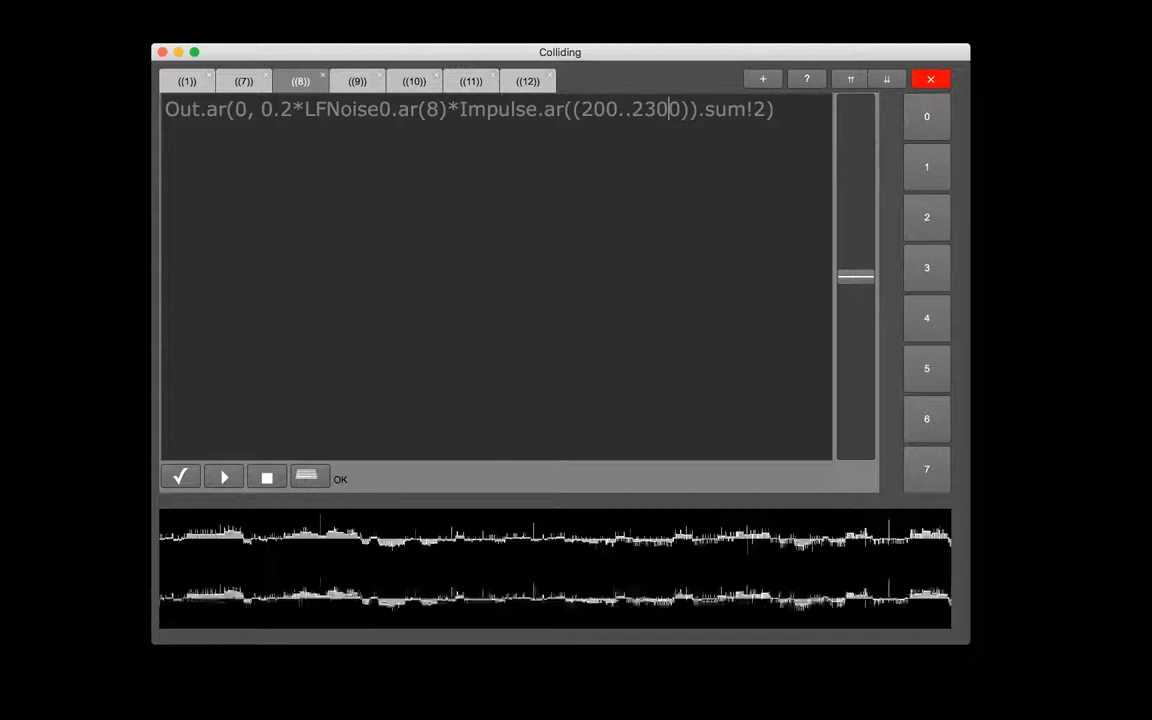 Colliding
((1)) ((7)) ((8)) ((9)) ((10)) ((11)) ((12)) + ?
Out.ar(0, 0.2*LFNoise0.ar(8)*Impulse.ar((200..2300)).sum!2)
0
1
2
3
4
5
6
7
OK